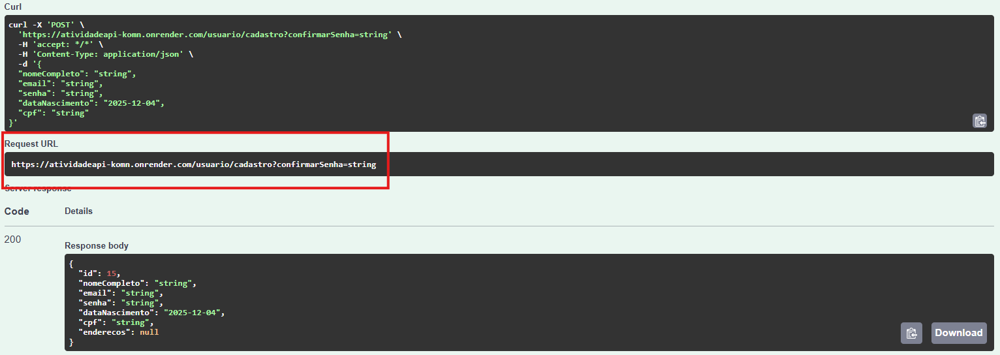 Curl
curl -X 'POST' \
'https://atividadeapi-komn.onrender.com/usuario/cadastro?confirmarSenha=string' \
-H 'accept: */*' \
-H 'Content-Type: application/json' \
-d '{
"nomeCompleto": "string",
"email": "string",
"senha": "string",
"dataNascimento": "2025-12-04",
"cpf": "string"
}'
Request URL
https://atividadeapi-komn.onrender.com/usuario/cadastro?confirmarSenha=string
Server response
Code Details
200
Response body
{
"id": 15,
"nomeCompleto": "string",
"email": "string",
"senha": "string",
"dataNascimento": "2025-12-04",
"cpf": "string",
"enderecos": null
}
Download